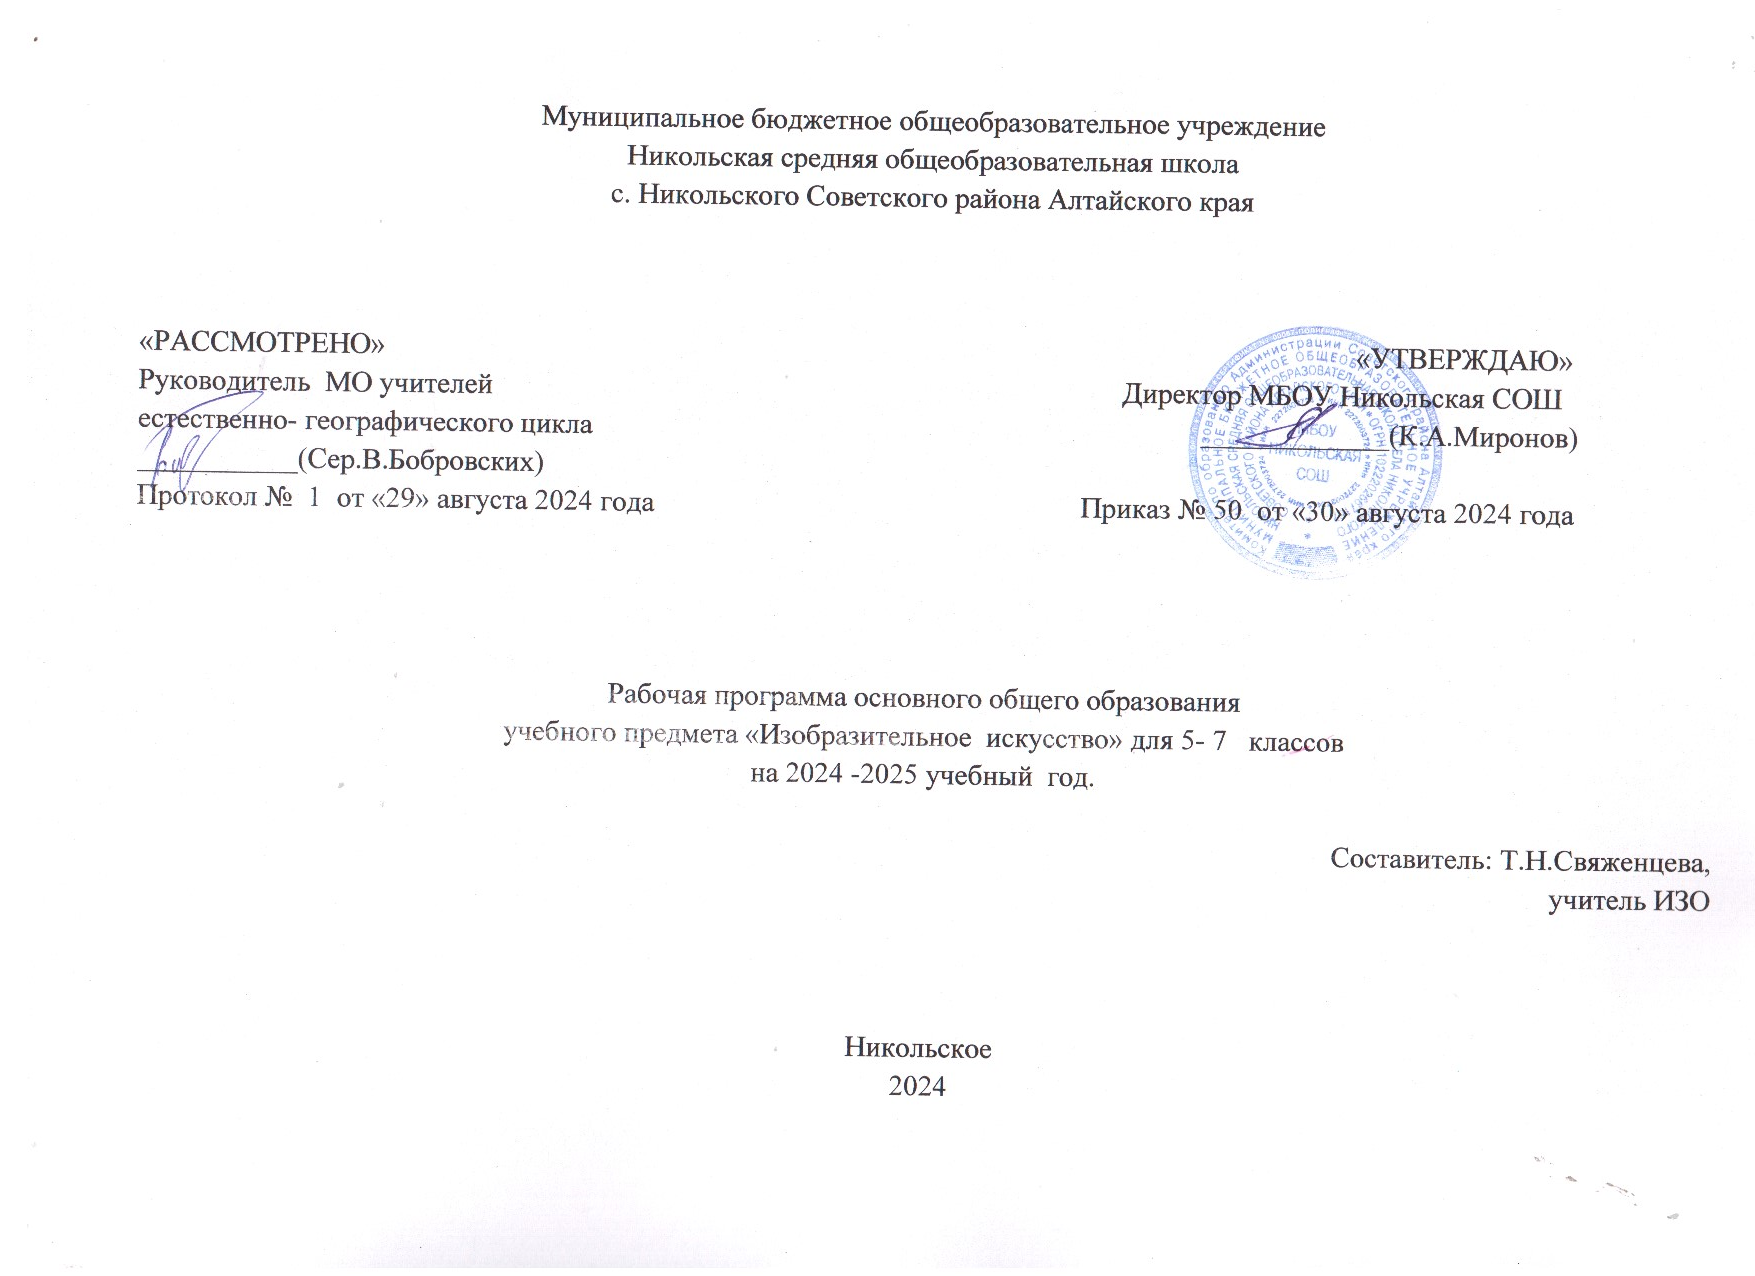 Муниципальное бюджетное общеобразовательное учреждение
Никольская средняя общеобразовательная школа
с. Никольского Советского района Алтайского края
«РАССМОТРЕНО»
Руководитель  МО учителей
естественно- географического цикла
___________(Сер.В.Бобровских)
Протокол №  1  от «29» августа 2024 года
«УТВЕРЖДАЮ»
Директор МБОУ Никольская СОШ
_____________(К.А.Миронов)
Приказ № 50  от «30» августа 2024 года
МБОУ
НИКОЛЬСКАЯ
СОШ
Рабочая программа основного общего образования
учебного предмета «Изобразительное  искусство» для 5- 7   классов
на 2024 -2025 учебный  год.
Составитель: Т.Н.Свяженцева,
учитель ИЗО
Никольское
2024